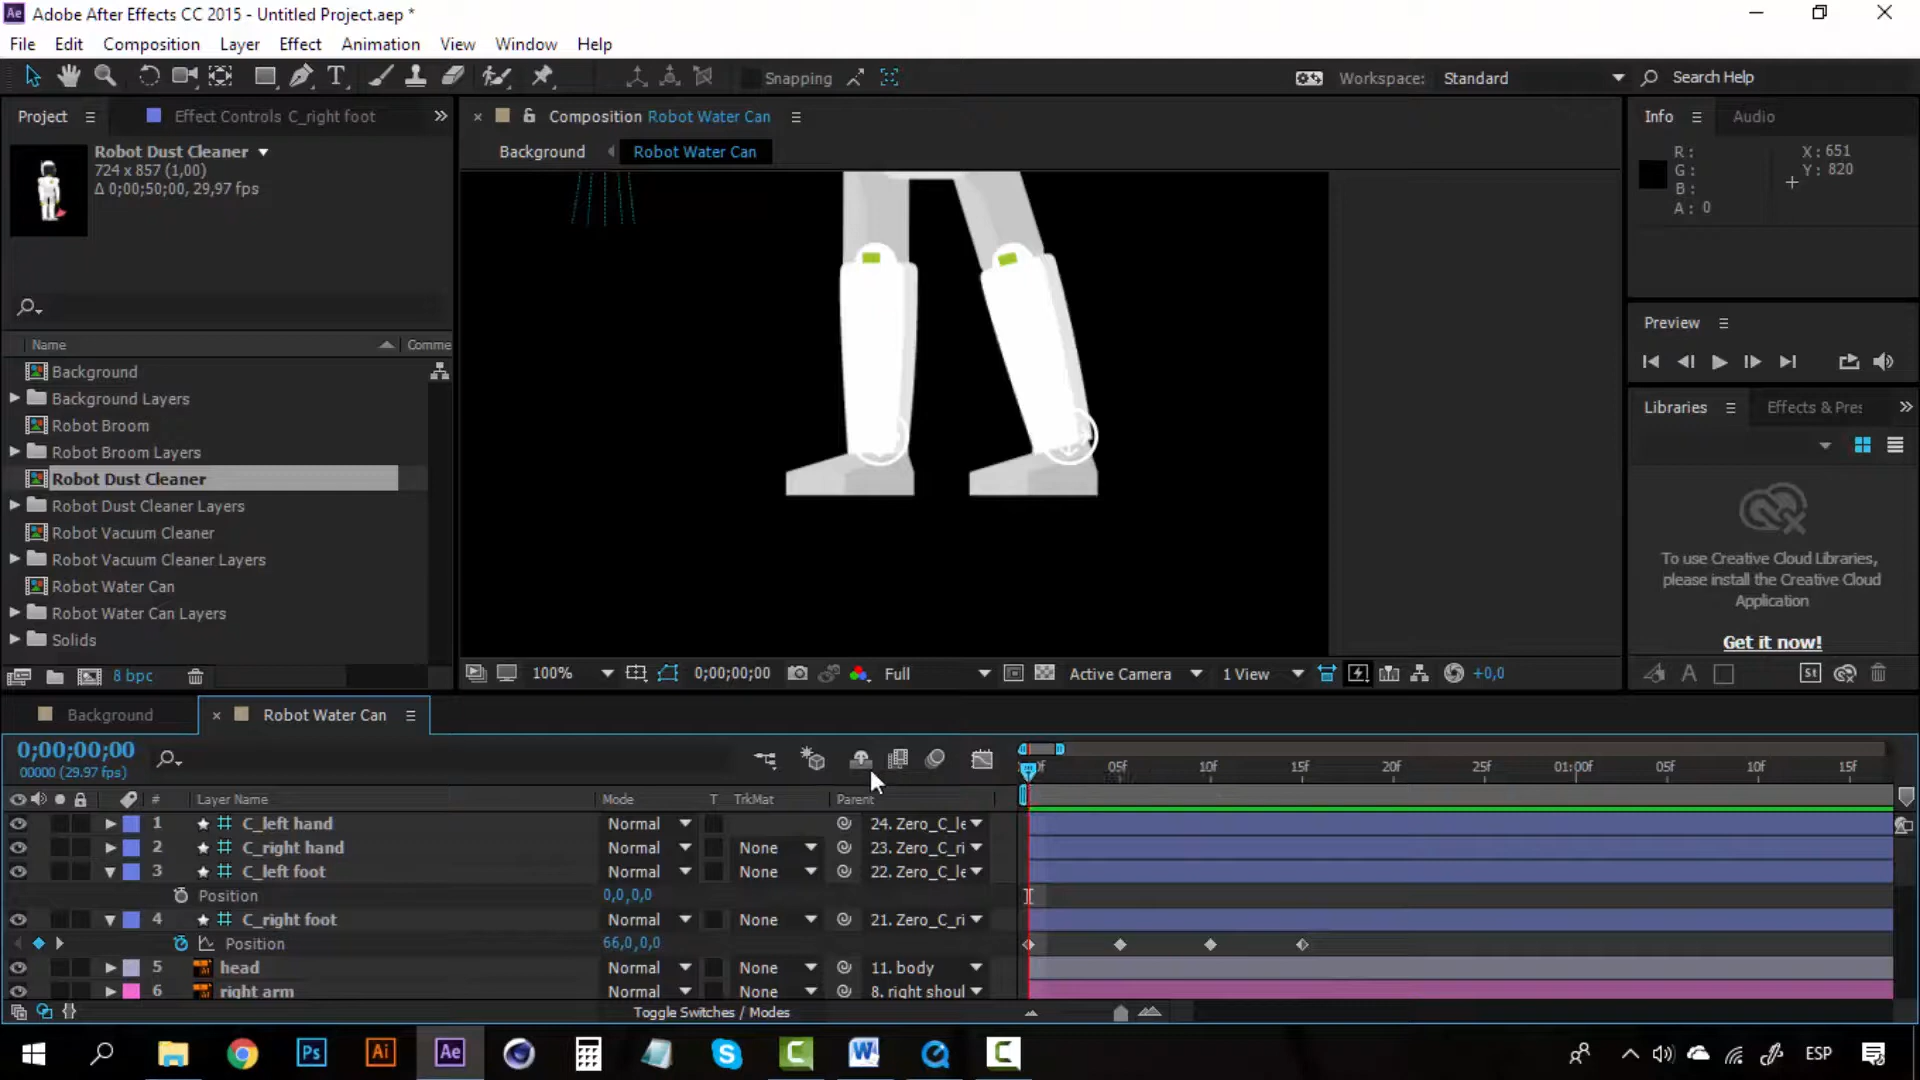 Ae Adobe After Effects CC 2015 - Untitled Project.aep *
File Edit Composition Layer Effect Animation View Window Help
Snapping Workspace: Standard Search Help
Project Effect Controls C_right foot
Composition Robot Water Can
Info Audio
Background Robot Water Can
Robot Dust Cleaner
724 x 857 (1,00)
Δ 0;00;50;00, 29,97 fps
R: X: 651
G: Y: 820
B:
A: 0
Preview
Name Comme
Background
Background Layers
Robot Broom
Robot Broom Layers
Robot Dust Cleaner
Robot Dust Cleaner Layers
Robot Vacuum Cleaner
Robot Vacuum Cleaner Layers
Robot Water Can
Robot Water Can Layers
Solids
8 bpc
Libraries Effects & Pres
To use Creative Cloud Libraries,
please install the Creative Cloud
Application
Get it now!
100% 0;00;00;00 Full Active Camera 1 View +0,0
St
Background Robot Water Can
0;00;00;00
00000 (29.97 fps)
05f 10f 15f 20f 25f 01:00f 05f 10f 15f
# Layer Name Mode T TrkMat Parent
1 C_left hand Normal 24. Zero_C_le
2 C_right hand Normal None 23. Zero_C_ri
3 C_left foot Normal None 22. Zero_C_le
Position 0,0,0,0
4 C_right foot Normal None 21. Zero_C_ri
Position 66,0,0,0
5 head Normal None 11. body
6 right arm Normal None 8. right shoul
Toggle Switches / Modes
Ps Ai Ae ESP